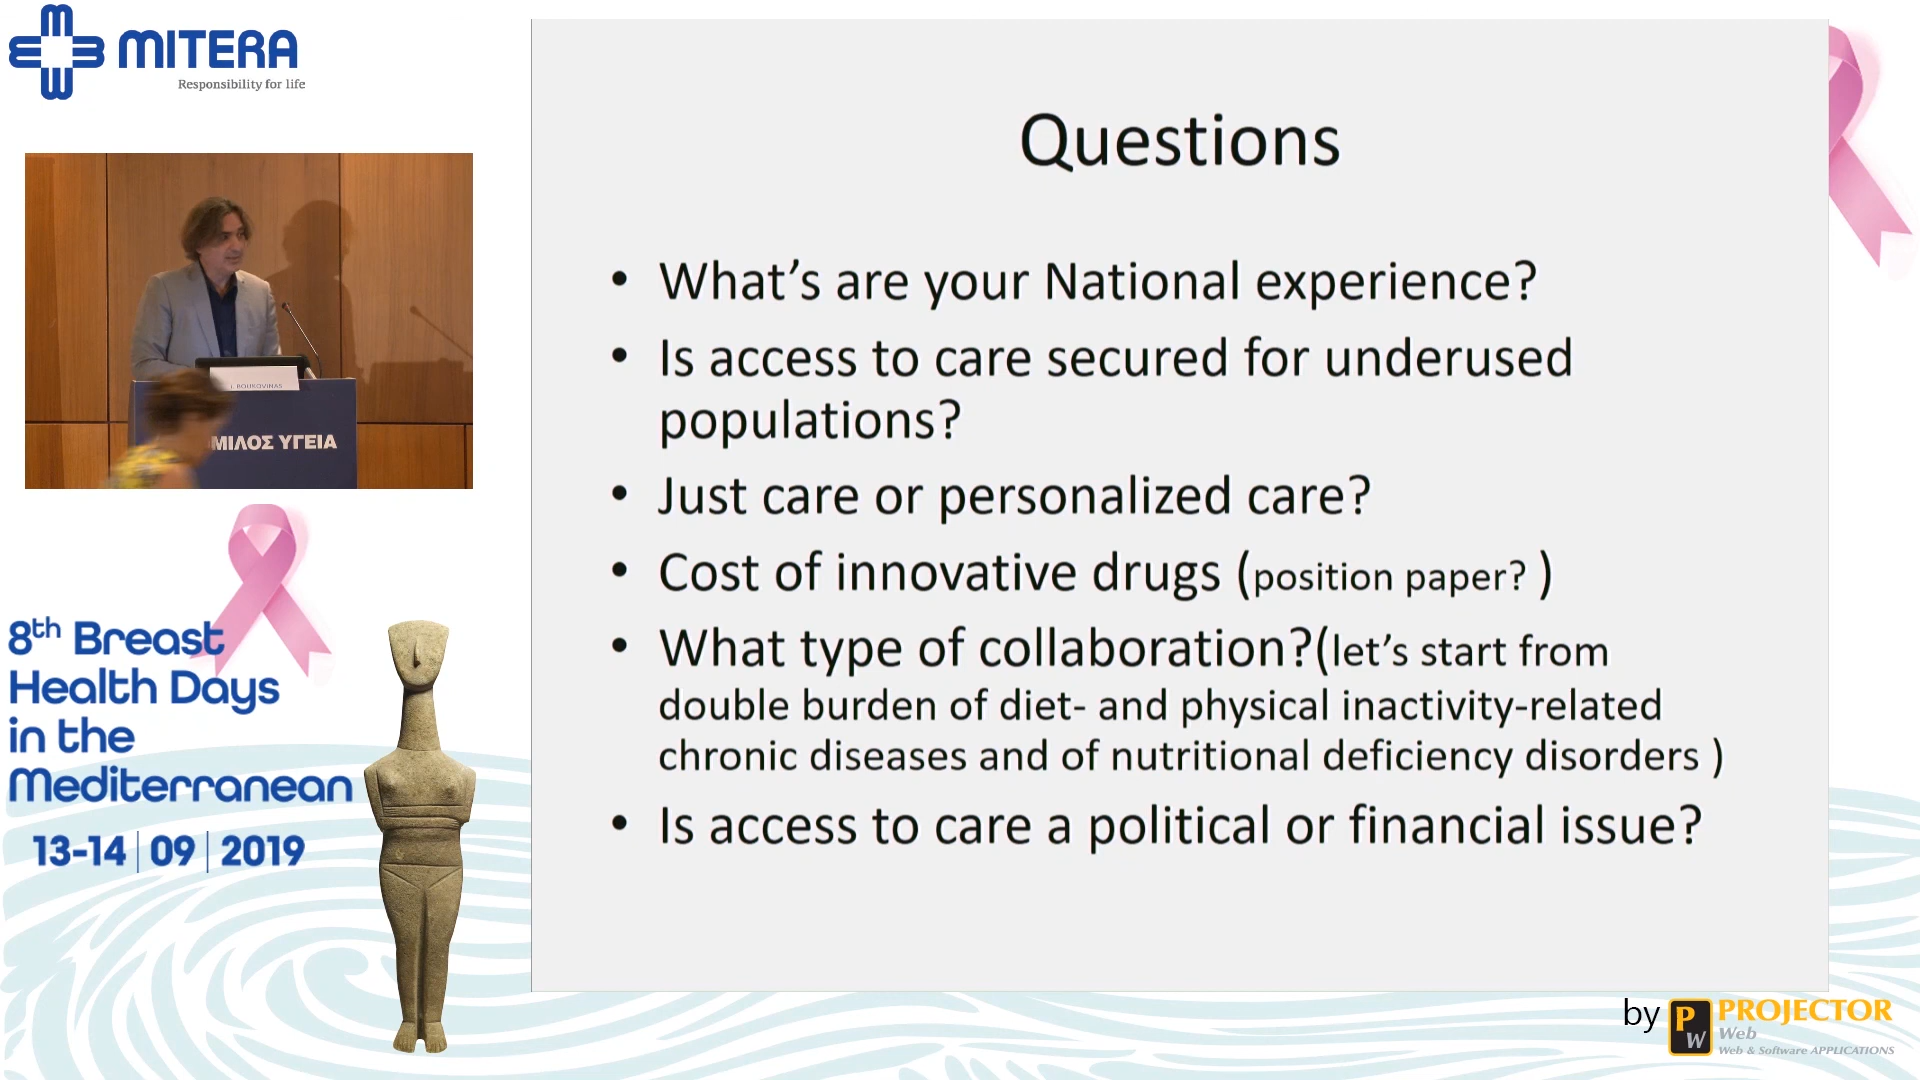 MITERA
Responsibility for life
I. BOUKOVINAS
ΜΙΛΟΣ ΥΓΕΙΑ
8th Breast
Health Days
in the
Mediterranean
13-14 | 09 | 2019
Questions
• What’s are your National experience?
• Is access to care secured for underused
populations?
• Just care or personalized care?
• Cost of innovative drugs (position paper? )
• What type of collaboration?(let’s start from
double burden of diet- and physical inactivity-related
chronic diseases and of nutritional deficiency disorders )
• Is access to care a political or financial issue?
by PW PROJECTOR
Web
Web & Software APPLICATIONS